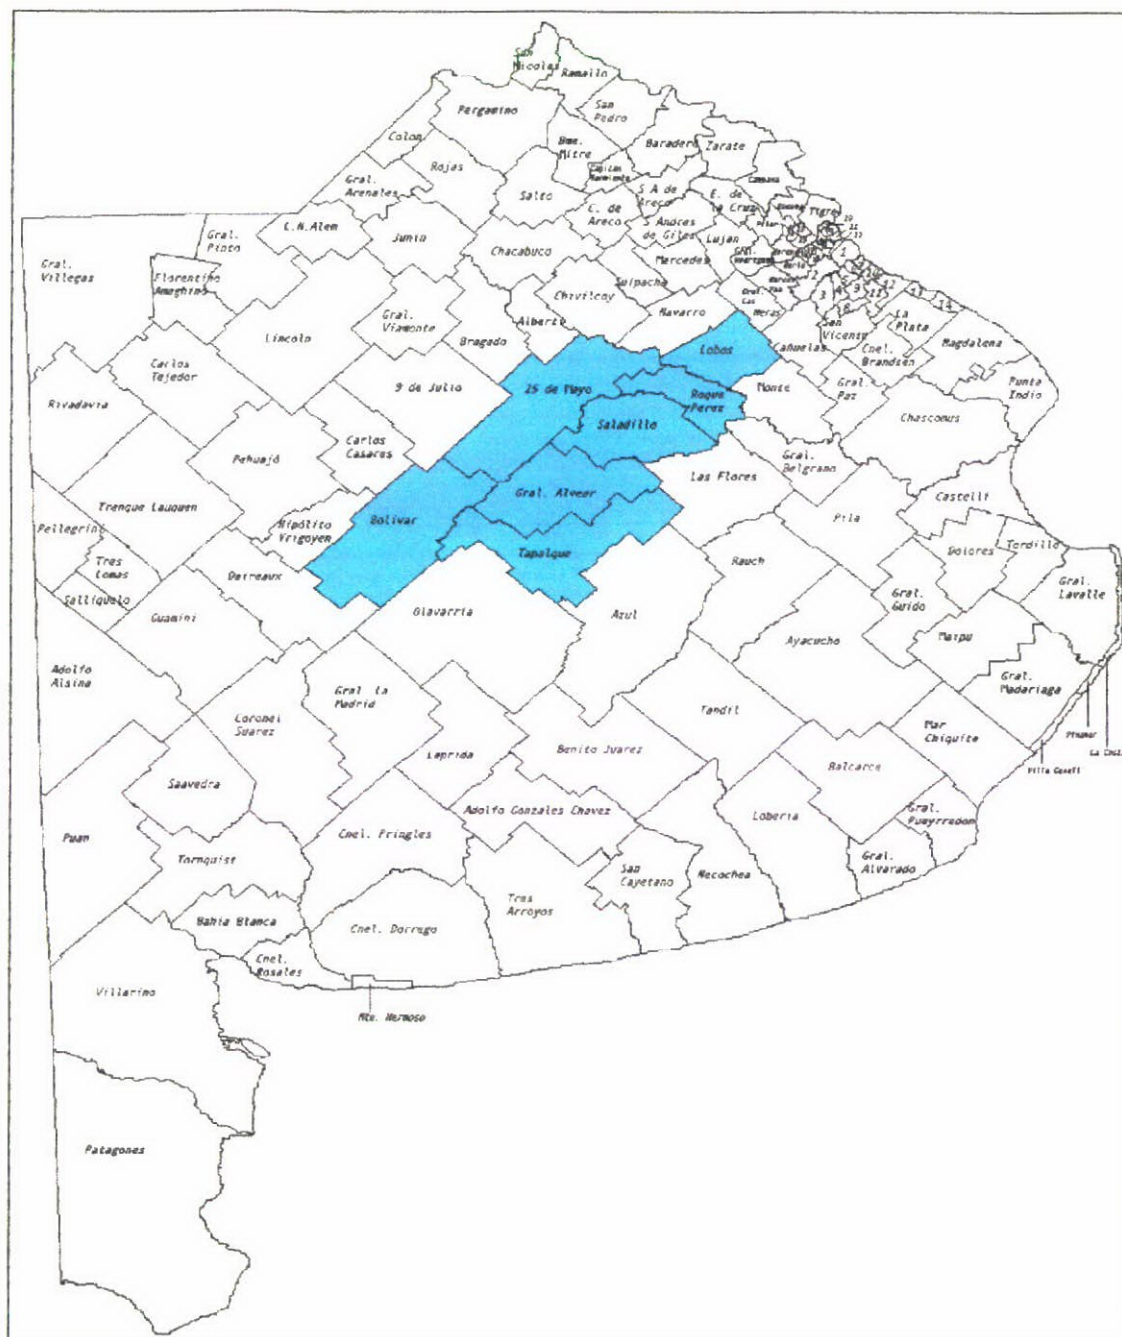 San
Nicolas
Ramallo
San
Pedro
Pergamino
Colon
Bme.
Mitre
Baradero
Zarate
Rojas
Capitan
Sarmiento
Campana
Gral.
Arenales
Salto
S A de
Areco
E. de
la Cruz
C. de
Areco
Tigre
Pilar
S Andres
de Giles
Lujan
Gral.
Pinto
C.N.Alem
Junin
Chacabuco
Mercedes
Gral.
Villegas
Florentino
Ameghino
Suipacha
Chivilcoy
Gral.
Viamonte
Alberti
Navarro
Gral.
Las
Heras
Lincoln
Bragado
San
Vicente
La
Plata
Lobos
Cañuelas
Cnel.
Brandsen
Magdalena
Carlos
Tejedor
9 de Julio
25 de Mayo
Roque
Perez
Monte
Gral.
Paz
Punta
Indio
Rivadavia
Saladillo
Chascomus
Carlos
Casares
Pehuajó
Gral.
Belgrano
Las Flores
Gral. Alvear
Castelli
Trenque Lauquen
Bolivar
Pila
Pellegrini
Hipólito
Yrigoyen
Tapalque
Dolores
Tordillo
Tres
Lomas
Daireaux
Rauch
Gral.
Lavalle
Salliqueló
Guamini
Olavarria
Azul
Gral.
Guido
Ayacucho
Maipu
Adolfo
Alsina
Gral.
Madariaga
Gral La
Madrid
Coronel
Suarez
Tandil
Mar
Chiquita
Pinamar
Laprida
Benito Juarez
Balcarce
Villa Gesell
Saavedra
Adolfo Gonzales Chavez
Loberia
Gral.
Pueyrredon
Puan
Cnel. Pringles
Tornquist
San
Cayetano
Necochea
Gral.
Alvarado
Tres
Arroyos
Bahia Blanca
Cnel. Dorrego
Cnel.
Rosales
Villarino
Mte. Hermoso
Patagones